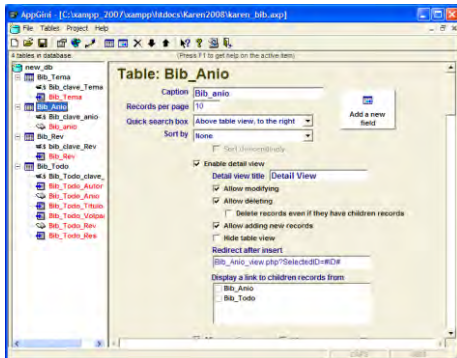 AppGini - [C:\xampp_2007\xampp\htdocs\Karen2008\karen_bib.axp]
File Tables Project Help
4 tables in database
(Press F1 to get help on the active item)
new_db
Bib_Tema
Bib_clave_Tema
Bib_Tema
Bib_Anio
Bib_clave_anio
Bib_anio
Bib_Rev
Bib_clave_Rev
Bib_Rev
Bib_Todo
Bib_Todo_clave_
Bib_Todo_Autor
Bib_Todo_Anio
Bib_Todo_Titulo
Bib_Todo_Volpa
Bib_Todo_Rev
Bib_Todo_Res
Table: Bib_Anio
Caption Bib_anio
Records per page 10
Quick search box Above table view, to the right
Sort by None
Sort descendingly
Add a new
field
Enable detail view
Detail view title Detail View
Allow modifying
Allow deleting
Delete records even if they have children records
Allow adding new records
Hide table view
Redirect after insert
Bib_Anio_view.php?SelectedID=#ID#
Display a link to children records from
Bib_Anio
Bib_Todo